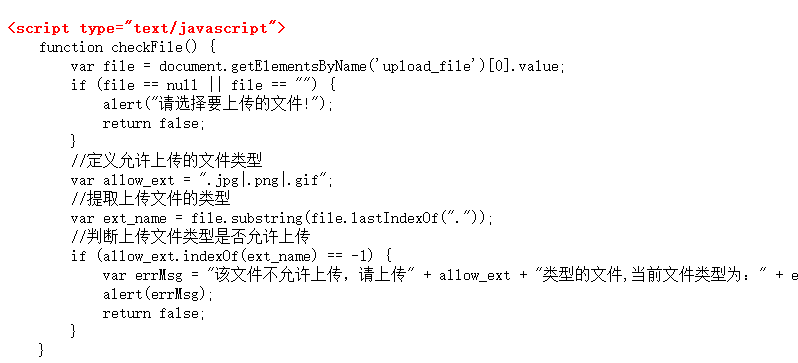 <script type="text/javascript">
function checkFile() {
var file = document.getElementsByName('upload_file')[0].value;
if (file == null || file == "") {
alert("请选择要上传的文件!");
return false;
}
//定义允许上传的文件类型
var allow_ext = ".jpg|.png|.gif";
//提取上传文件的类型
var ext_name = file.substring(file.lastIndexOf("."));
//判断上传文件类型是否允许上传
if (allow_ext.indexOf(ext_name) == -1) {
var errMsg = "该文件不允许上传，请上传" + allow_ext + "类型的文件,当前文件类型为：" + e
alert(errMsg);
return false;
}
}